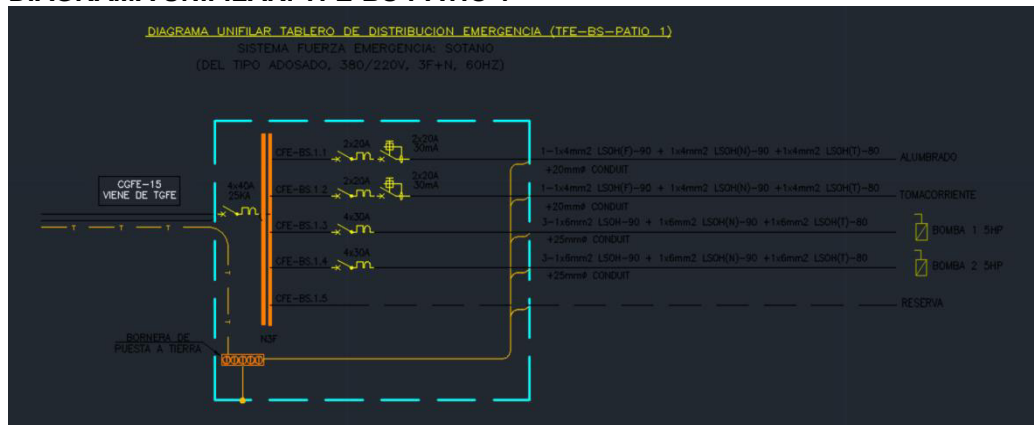 DIAGRAMA UNIFILAR TABLERO DE DISTRIBUCION EMERGENCIA (TFE-BS-PATIO 1)
SISTEMA FUERZA EMERGENCIA: SOTANO
(DEL TIPO ADOSADO, 380/220V, 3F+N, 60HZ)
CGFE-15
VIENE DE TGFE
4x40A
25KA
CFE-BS.1.1
2x20A
2x20A
30mA
1-1x4mm2 LSOH(F)-90 + 1x4mm2 LSOH(N)-90 +1x4mm2 LSOH(T)-80
+20mmø CONDUIT
ALUMBRADO
CFE-BS.1.2
2x20A
2x20A
30mA
1-1x4mm2 LSOH(F)-90 + 1x4mm2 LSOH(N)-90 +1x4mm2 LSOH(T)-80
+20mmø CONDUIT
TOMACORRIENTE
CFE-BS.1.3
4x30A
3-1x6mm2 LSOH-90 + 1x6mm2 LSOH(N)-90 +1x6mm2 LSOH(T)-80
+25mmø CONDUIT
BOMBA 1 5HP
CFE-BS.1.4
4x30A
3-1x6mm2 LSOH-90 + 1x6mm2 LSOH(N)-90 +1x6mm2 LSOH(T)-80
+25mmø CONDUIT
BOMBA 2 5HP
CFE-BS.1.5
RESERVA
T T T
T
T
N3F
BORNERA DE
PUESTA A TIERRA